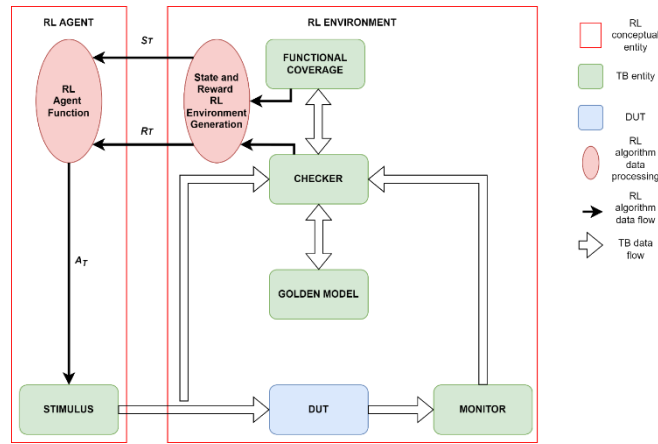 RL AGENT
RL ENVIRONMENT
ST
RT
AT
RL
Agent
Function
State and
Reward
RL
Environment
Generation
FUNCTIONAL
COVERAGE
CHECKER
GOLDEN MODEL
STIMULUS
DUT
MONITOR
RL
conceptual
entity
TB entity
DUT
RL
algorithm
data
processing
RL
algorithm
data flow
TB data
flow